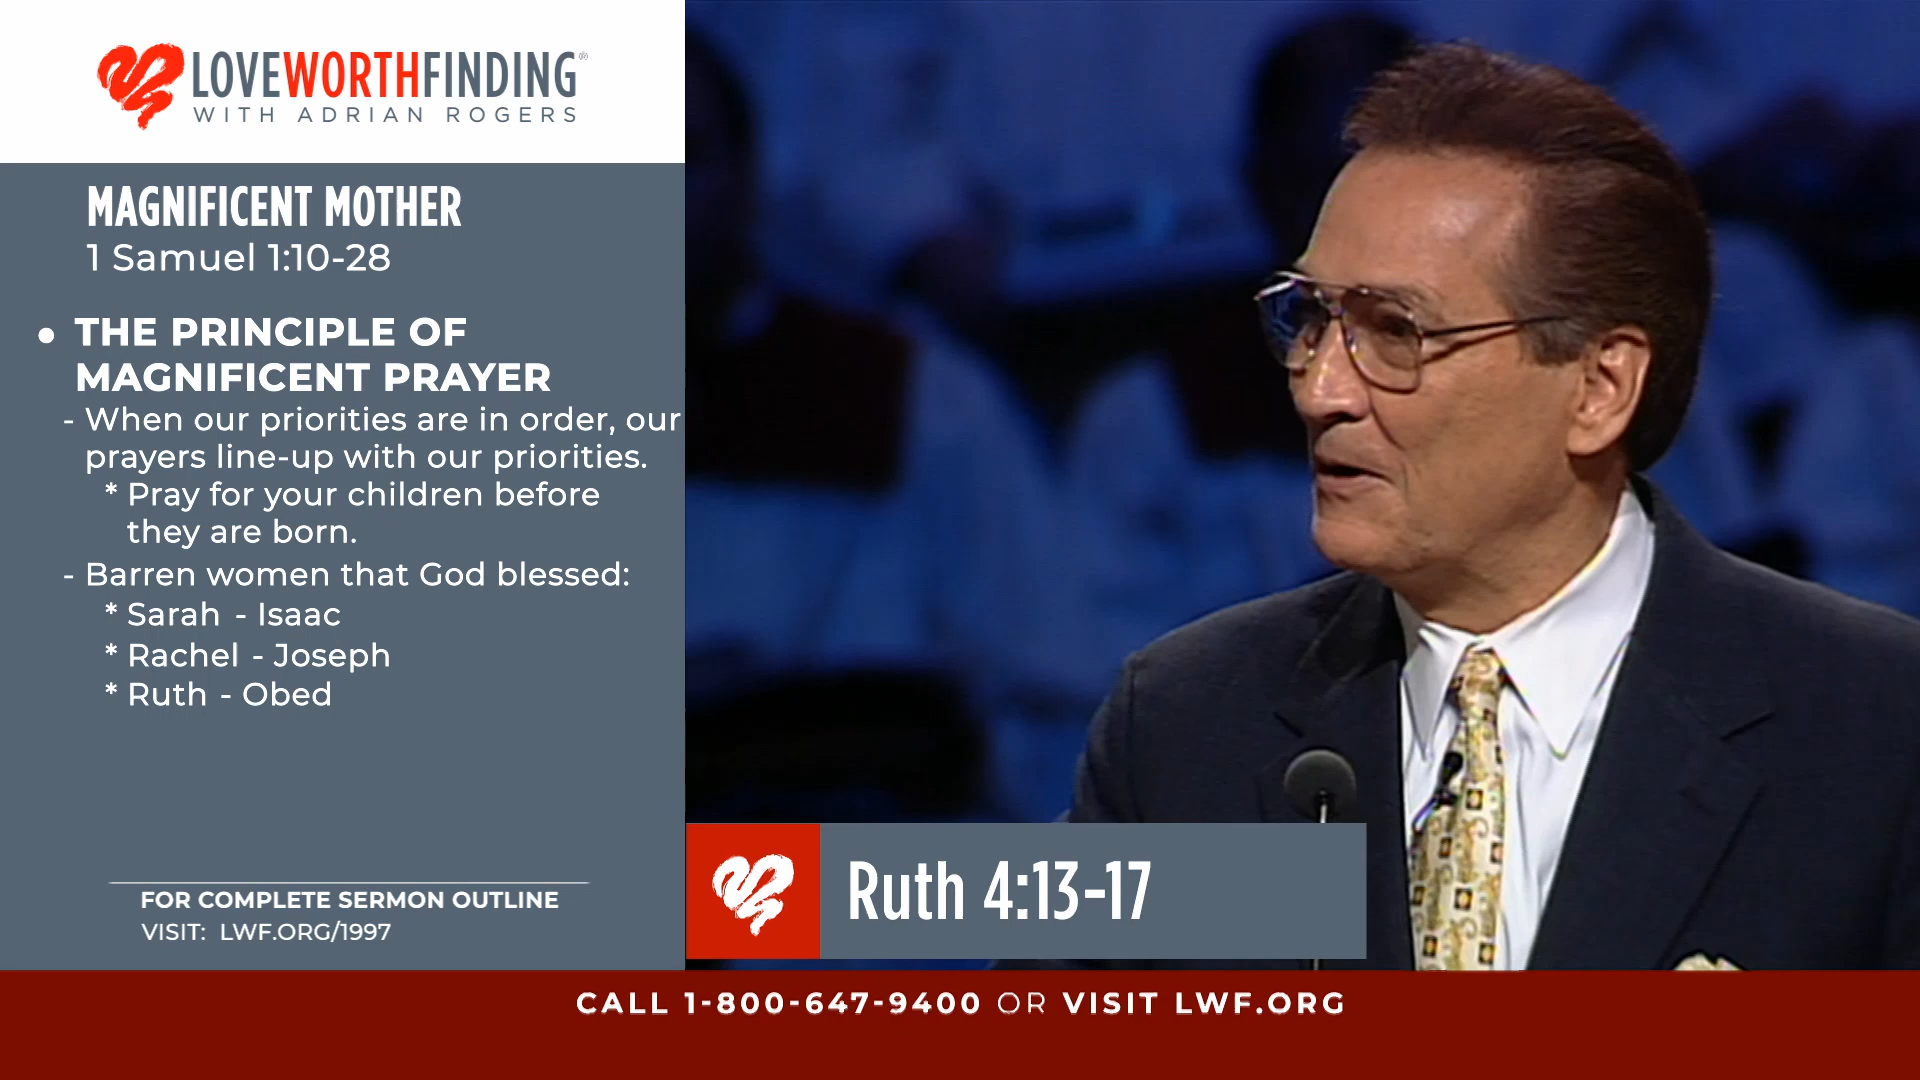 LOVEWORTHFINDING®
WITH ADRIAN ROGERS
MAGNIFICENT MOTHER
1 Samuel 1:10-28
• THE PRINCIPLE OF
MAGNIFICENT PRAYER
- When our priorities are in order, our
prayers line-up with our priorities.
* Pray for your children before
they are born.
- Barren women that God blessed:
* Sarah - Isaac
* Rachel - Joseph
* Ruth - Obed
FOR COMPLETE SERMON OUTLINE
VISIT: LWF.ORG/1997
Ruth 4:13-17
CALL 1-800-647-9400 OR VISIT LWF.ORG